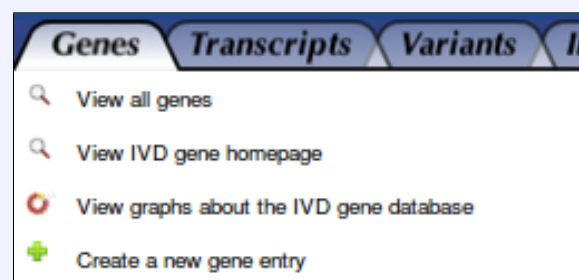 Genes Transcripts Variants
View all genes
View IVD gene homepage
View graphs about the IVD gene database
Create a new gene entry